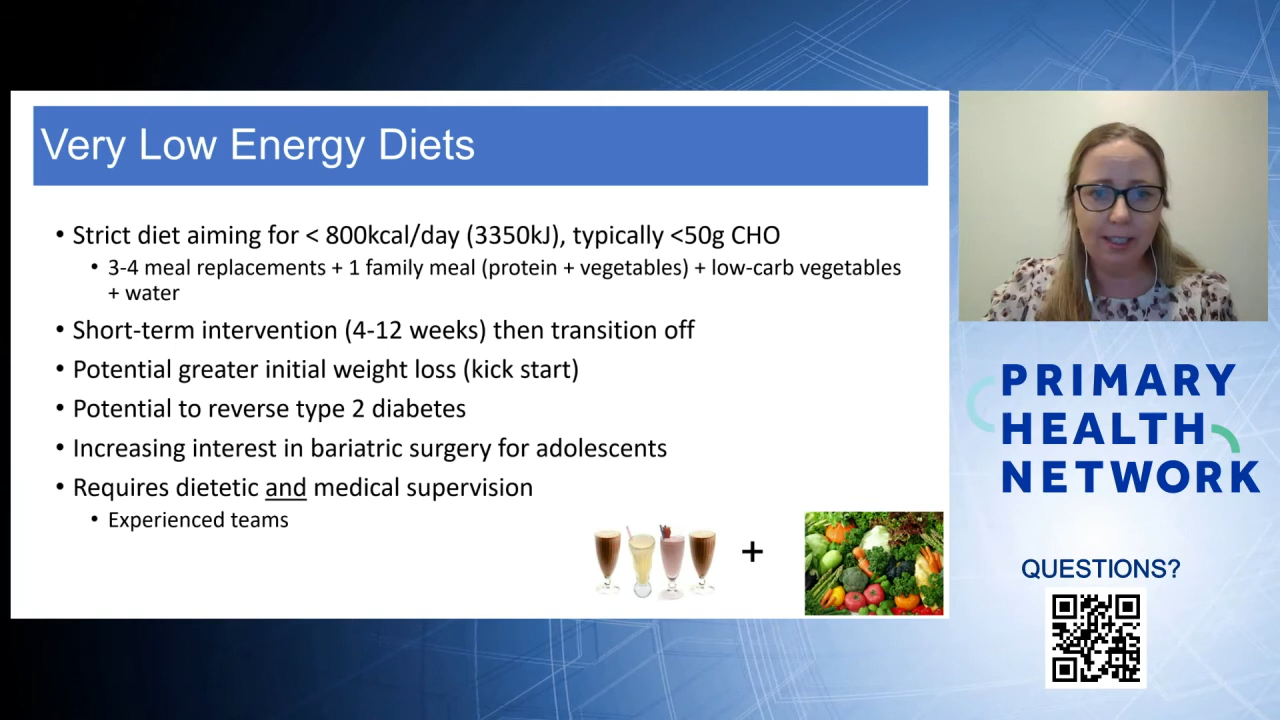 Very Low Energy Diets
• Strict diet aiming for < 800kcal/day (3350kJ), typically <50g CHO
• 3-4 meal replacements + 1 family meal (protein + vegetables) + low-carb vegetables
+ water
• Short-term intervention (4-12 weeks) then transition off
• Potential greater initial weight loss (kick start)
• Potential to reverse type 2 diabetes
• Increasing interest in bariatric surgery for adolescents
• Requires dietetic and medical supervision
• Experienced teams
+
PRIMARY
HEALTH
NETWORK
QUESTIONS?